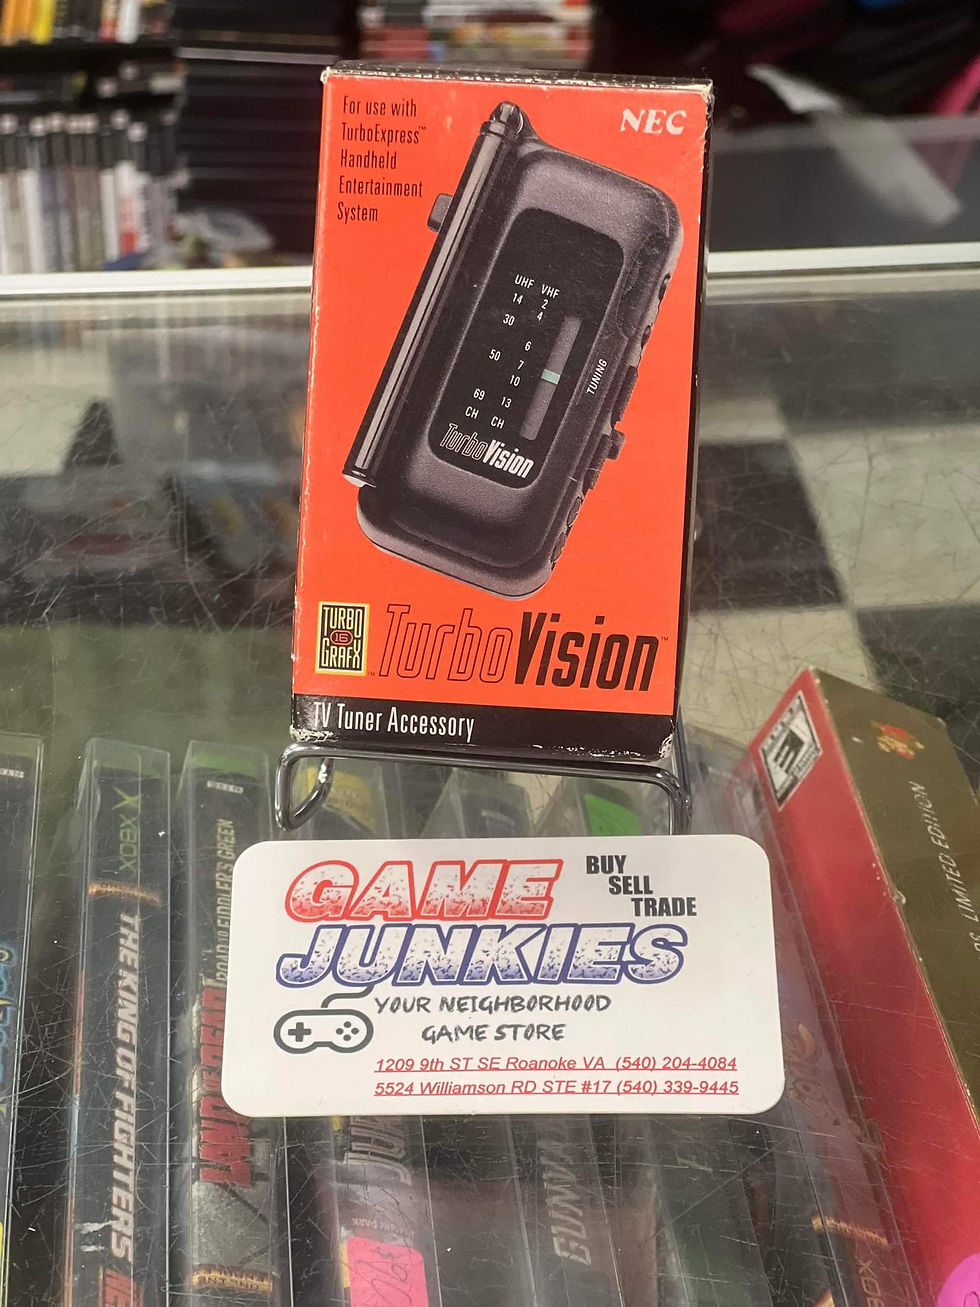 For use with
TurboExpress™
Handheld
Entertainment
System
NEC
UHF VHF
14 2
4
30
6
50
7
10
69
13
CH CH
TUNING
TurboVision
TURBO
16
GRAFX
TurboVision™
TV Tuner Accessory
GAME
JUNKIES
BUY
SELL
TRADE
YOUR NEIGHBORHOOD
GAME STORE
1209 9th ST SE Roanoke VA (540) 204-4084
5524 Williamson RD STE #17 (540) 339-9445
XBOX
THE KING OF FIGHTERS
LIMITED EDITION
E